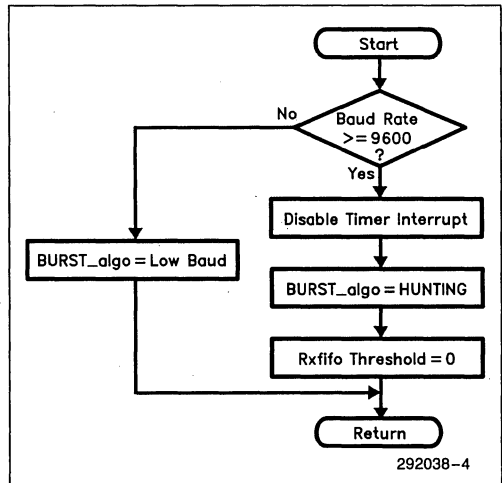 Start
No
Baud Rate
>=9600
?
Yes
Disable Timer Interrupt
BURST_algo=Low Baud
BURST_algo=HUNTING
Rxfifo Threshold=0
Return
292038-4